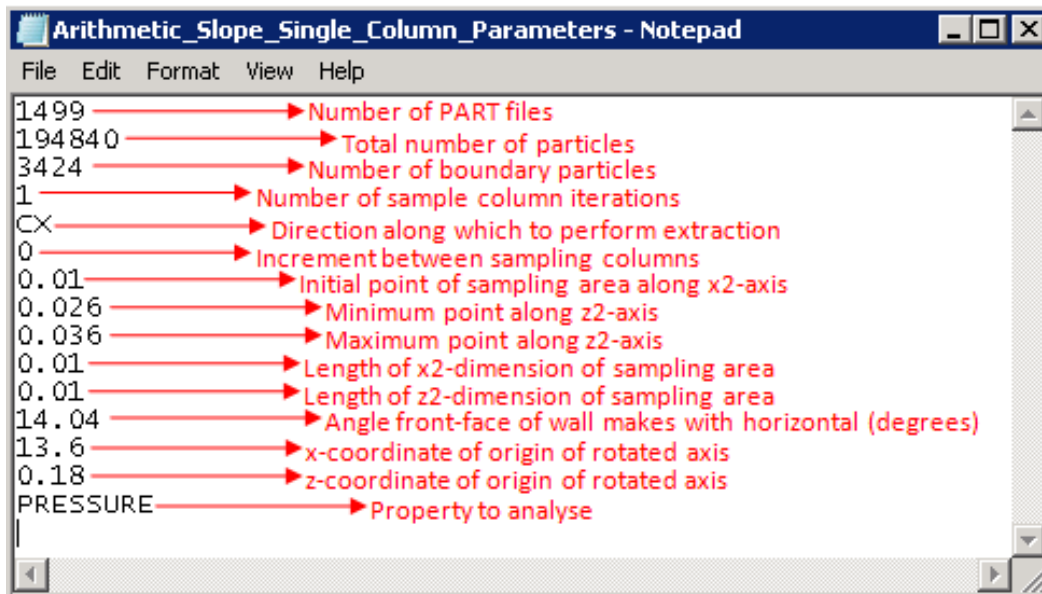 Arithmetic_Slope_Single_Column_Parameters - Notepad
File Edit Format View Help
1499 Number of PART files
194840 Total number of particles
3424 Number of boundary particles
1 Number of sample column iterations
CX Direction along which to perform extraction
0 Increment between sampling columns
0.01 Initial point of sampling area along x2-axis
0.026 Minimum point along z2-axis
0.036 Maximum point along z2-axis
0.01 Length of x2-dimension of sampling area
0.01 Length of z2-dimension of sampling area
14.04 Angle front-face of wall makes with horizontal (degrees)
13.6 x-coordinate of origin of rotated axis
0.18 z-coordinate of origin of rotated axis
PRESSURE Property to analyse